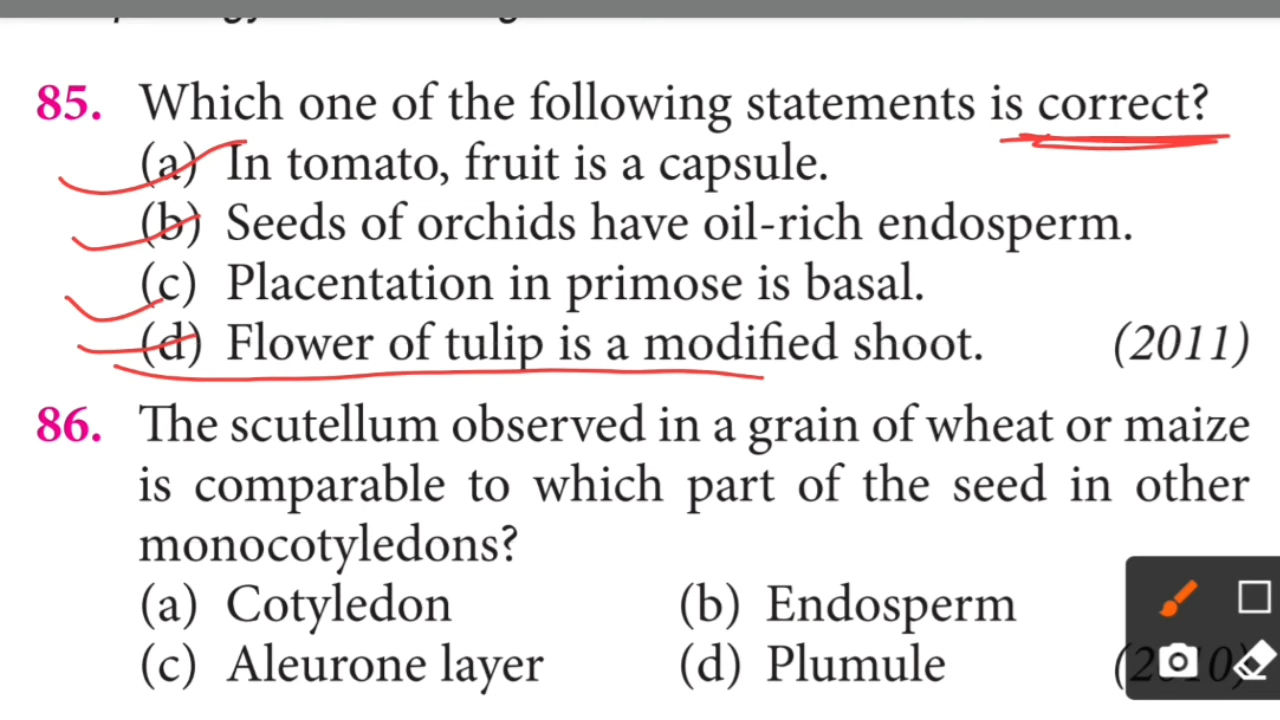 85. Which one of the following statements is correct?
(a) In tomato, fruit is a capsule.
(b) Seeds of orchids have oil-rich endosperm.
(c) Placentation in primose is basal.
(d) Flower of tulip is a modified shoot. (2011)
86. The scutellum observed in a grain of wheat or maize
is comparable to which part of the seed in other
monocotyledons?
(a) Cotyledon (b) Endosperm
(c) Aleurone layer (d) Plumule